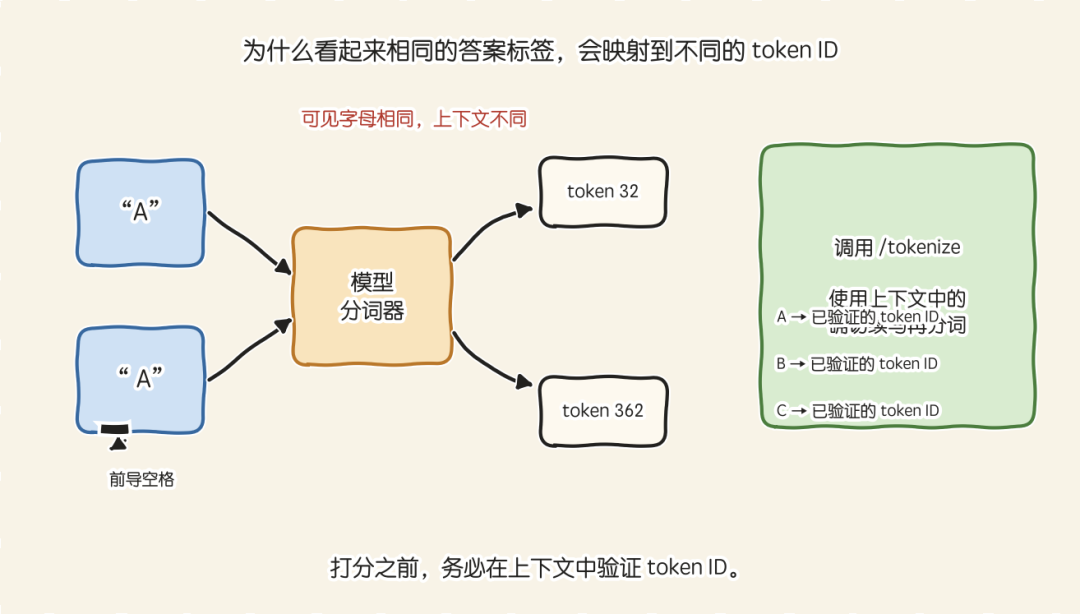 为什么看起来相同的答案标签，会映射到不同的 token ID
可见字母相同，上下文不同
“A”
“ A”
前导空格
模型
分词器
token 32
token 362
调用 /tokenize
使用上下文中的
A → 已验证的 token ID
B → 已验证的 token ID
C → 已验证的 token ID
打分之前，务必在上下文中验证 token ID。